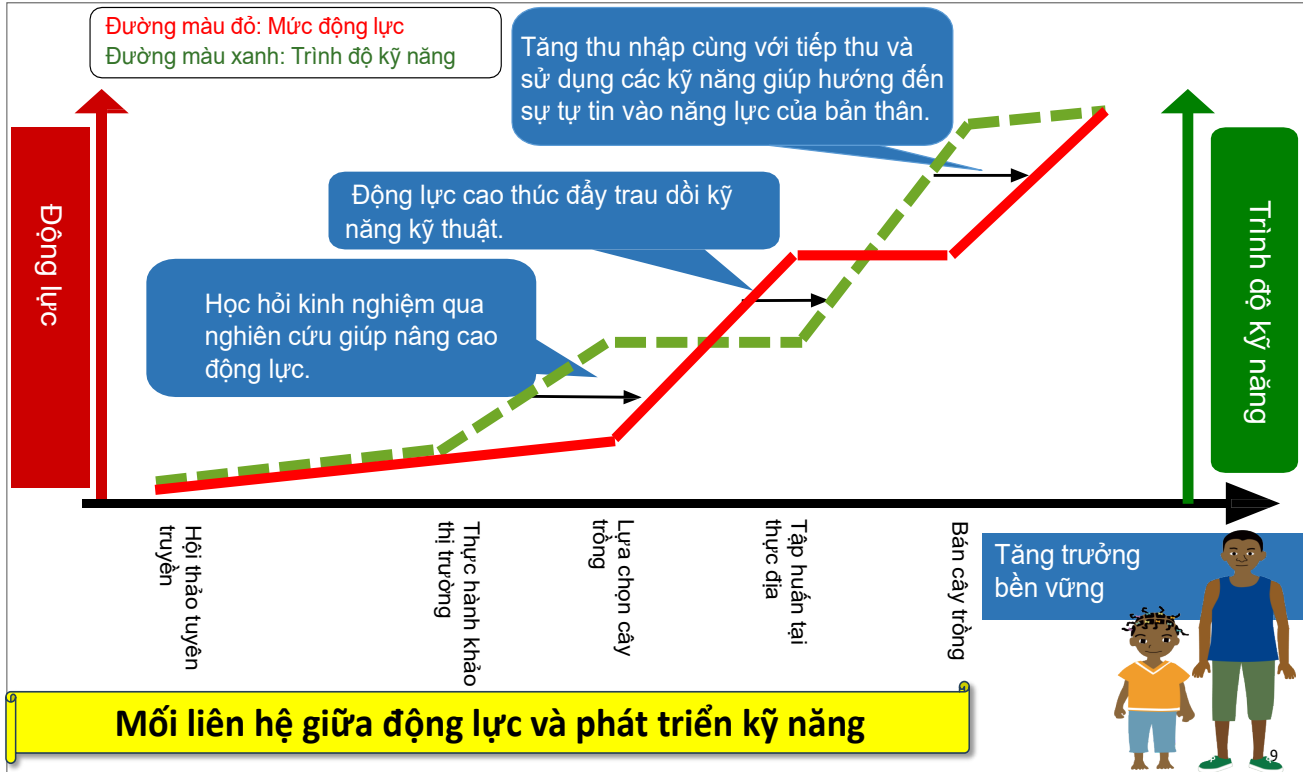 Đường màu đỏ: Mức động lực
Đường màu xanh: Trình độ kỹ năng
Tăng thu nhập cùng với tiếp thu và
sử dụng các kỹ năng giúp hướng đến
sự tự tin vào năng lực của bản thân.
Động lực cao thúc đẩy trau dồi kỹ
năng kỹ thuật.
Học hỏi kinh nghiệm qua
nghiên cứu giúp nâng cao
động lực.
Động lực
Trình độ kỹ năng
Hội thảo tuyên
truyền
Thực hành khảo
thị trường
Lựa chọn cây
trồng
Tập huấn tại
thực địa
Bán cây trồng
Tăng trưởng
bền vững
Mối liên hệ giữa động lực và phát triển kỹ năng
9